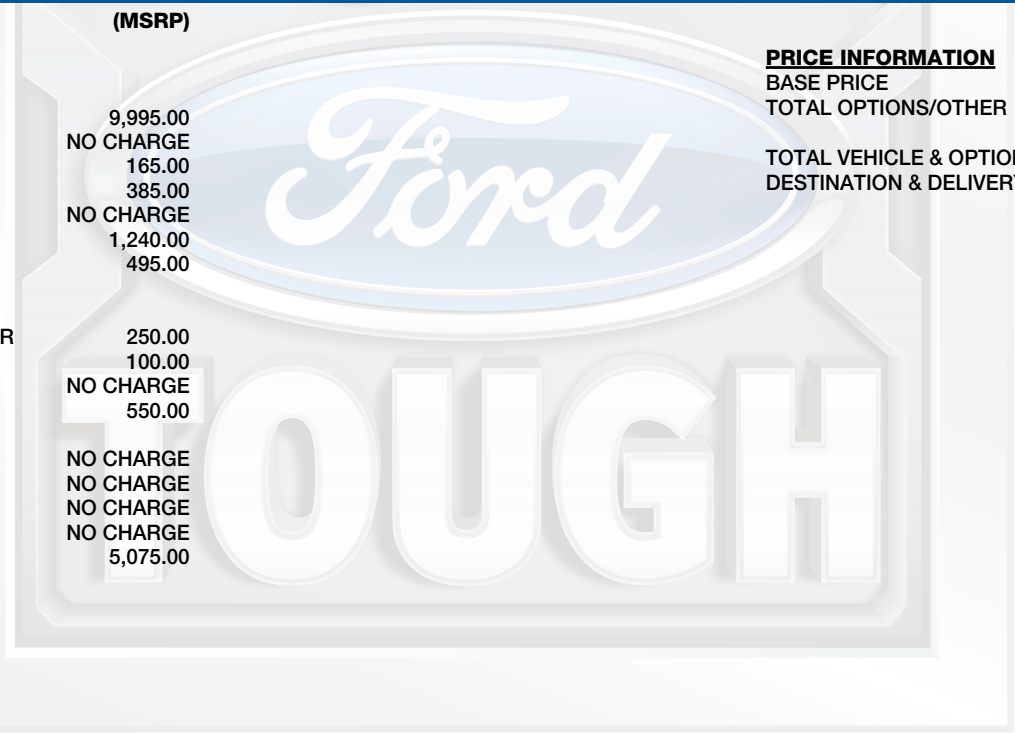 (MSRP)
9,995.00
NO CHARGE
165.00
385.00
NO CHARGE
1,240.00
495.00
R 250.00
100.00
NO CHARGE
550.00
NO CHARGE
NO CHARGE
NO CHARGE
NO CHARGE
5,075.00
PRICE INFORMATION
BASE PRICE
TOTAL OPTIONS/OTHER
TOTAL VEHICLE & OPTION
DESTINATION & DELIVERY
Ford
TOUGH